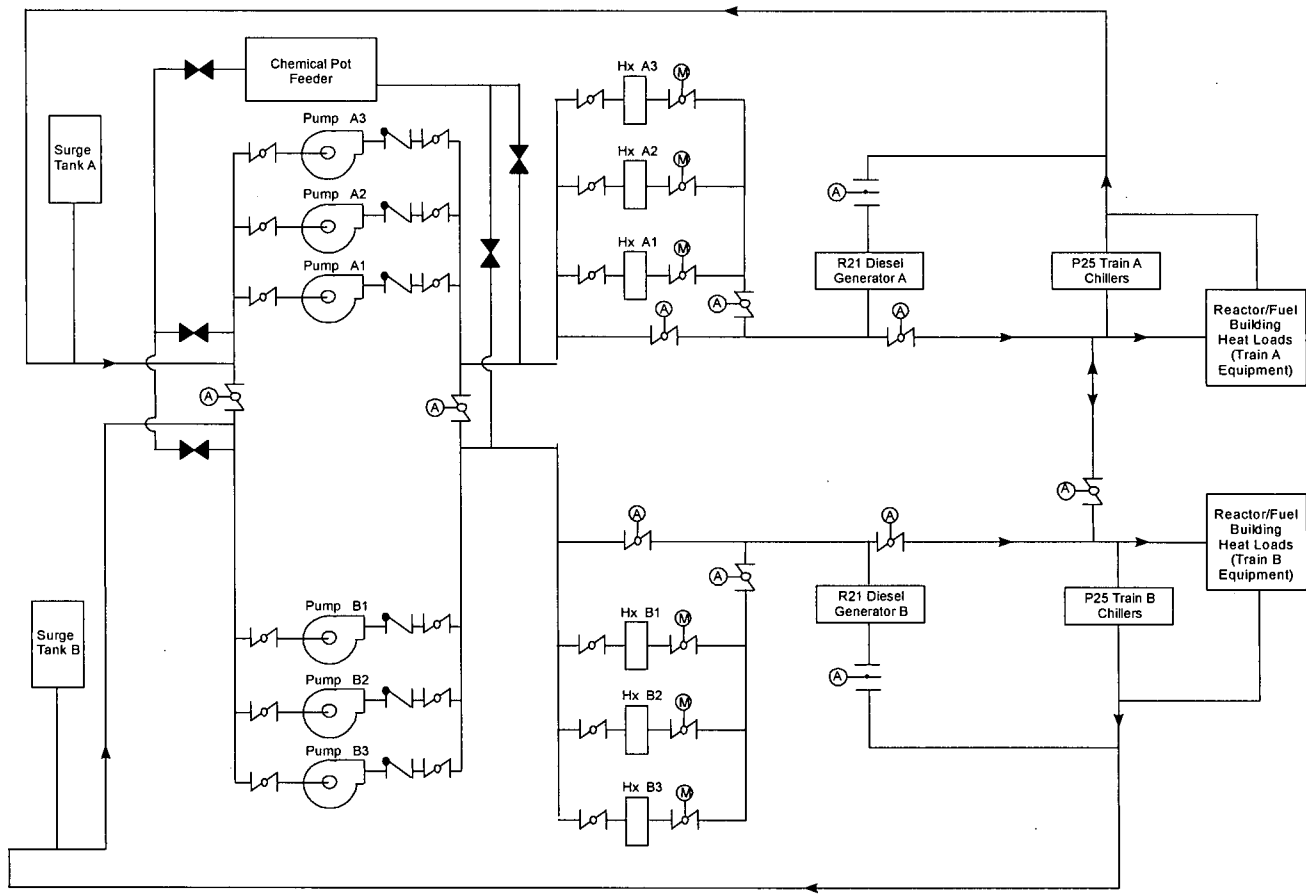 Chemical Pot
Feeder
Surge
Tank A
Pump A3
Pump A2
Pump A1
Hx A3
M
Hx A2
M
Hx A1
M
A
A
A
R21 Diesel
Generator A
A
P25 Train A
Chillers
Reactor/Fuel
Building
Heat Loads
(Train A
Equipment)
A
A
A
Surge
Tank B
Pump B1
Pump B2
Pump B3
A
A
Hx B1
M
Hx B2
M
Hx B3
M
A
R21 Diesel
Generator B
A
P25 Train B
Chillers
Reactor/Fuel
Building
Heat Loads
(Train B
Equipment)